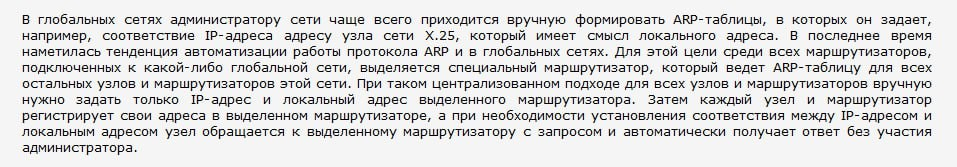 В глобальных сетях администратору сети чаще всего приходится вручную формировать ARP-таблицы, в которых он задает,
например, соответствие IP-адреса адресу узла сети X.25, который имеет смысл локального адреса. В последнее время
наметилась тенденция автоматизации работы протокола ARP и в глобальных сетях. Для этой цели среди всех маршрутизаторов,
подключенных к какой-либо глобальной сети, выделяется специальный маршрутизатор, который ведет ARP-таблицу для всех
остальных узлов и маршрутизаторов этой сети. При таком централизованном подходе для всех узлов и маршрутизаторов вручную
нужно задать только IP-адрес и локальный адрес выделенного маршрутизатора. Затем каждый узел и маршрутизатор
регистрирует свои адреса в выделенном маршрутизаторе, а при необходимости установления соответствия между IP-адресом и
локальным адресом узел обращается к выделенному маршрутизатору с запросом и автоматически получает ответ без участия
администратора.